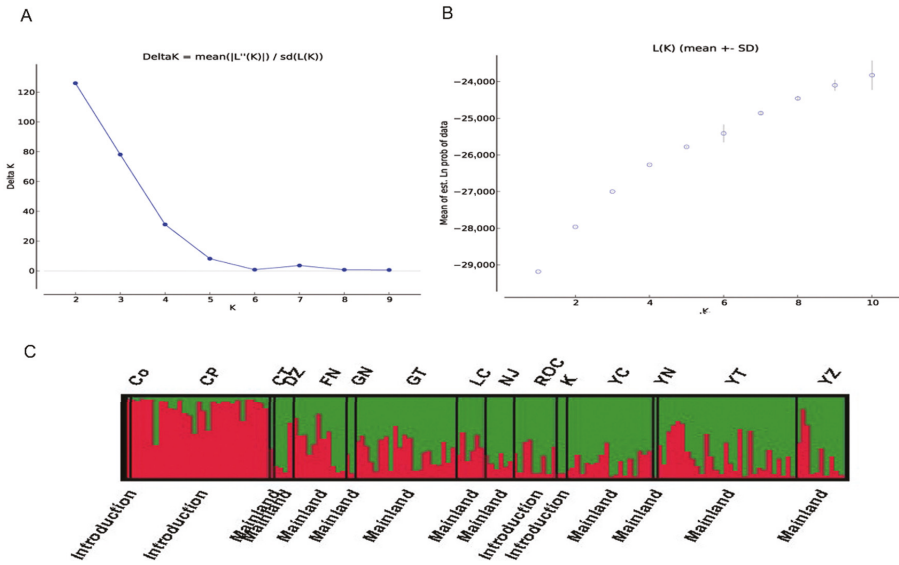 A
DeltaK = mean(|L''(K)|) / sd(L(K))
Delta K
120
100
80
60
40
20
0
2 3 4 5 6 7 8 9
K
B
L(K) (mean +- SD)
Mean of est. Ln prob of data
−24,000
−25,000
−26,000
−27,000
−28,000
−29,000
2 4 6 8 10
K
C
Co CP CT DZ FN GN GT LC NJ ROC K YC YN YT YZ
Introduction Introduction Mainland Mainland Mainland Mainland Mainland Mainland Mainland Introduction Introduction Mainland Mainland Mainland Mainland